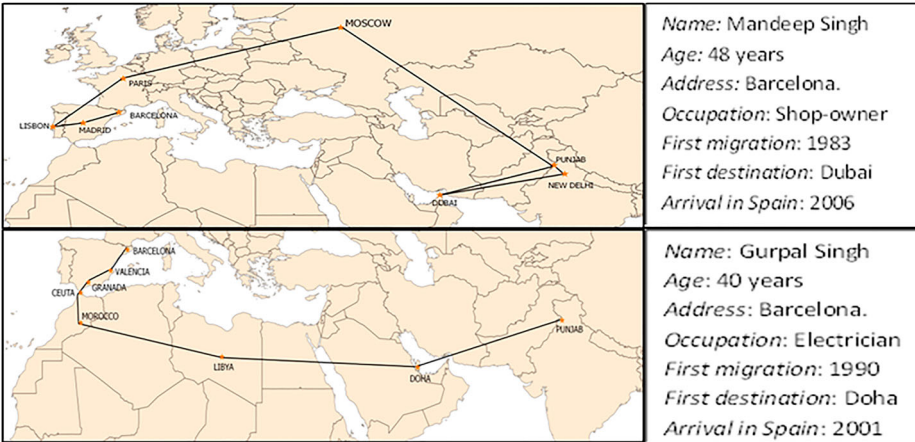 MOSCOW
PARIS
BARCELONA
LISBON
MADRID
PUNJAB
NEW DELHI
DUBAI
Name: Mandeep Singh
Age: 48 years
Address: Barcelona.
Occupation: Shop-owner
First migration: 1983
First destination: Dubai
Arrival in Spain: 2006
BARCELONA
VALENCIA
GRANADA
CEUTA
MOROCCO
PUNJAB
LIBYA
DOHA
Name: Gurpal Singh
Age: 40 years
Address: Barcelona.
Occupation: Electrician
First migration: 1990
First destination: Doha
Arrival in Spain: 2001